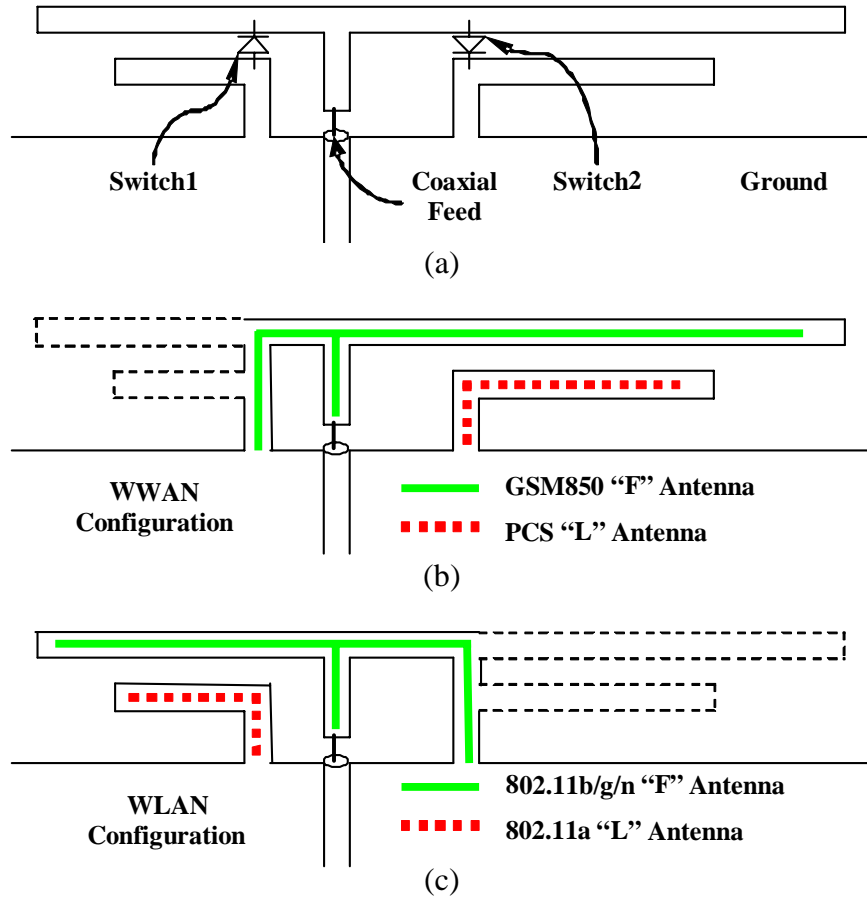 Switch1
Coaxial
Feed
Switch2
Ground
(a)
WWAN
Configuration
GSM850 “F” Antenna
PCS “L” Antenna
(b)
WLAN
Configuration
802.11b/g/n “F” Antenna
802.11a “L” Antenna
(c)